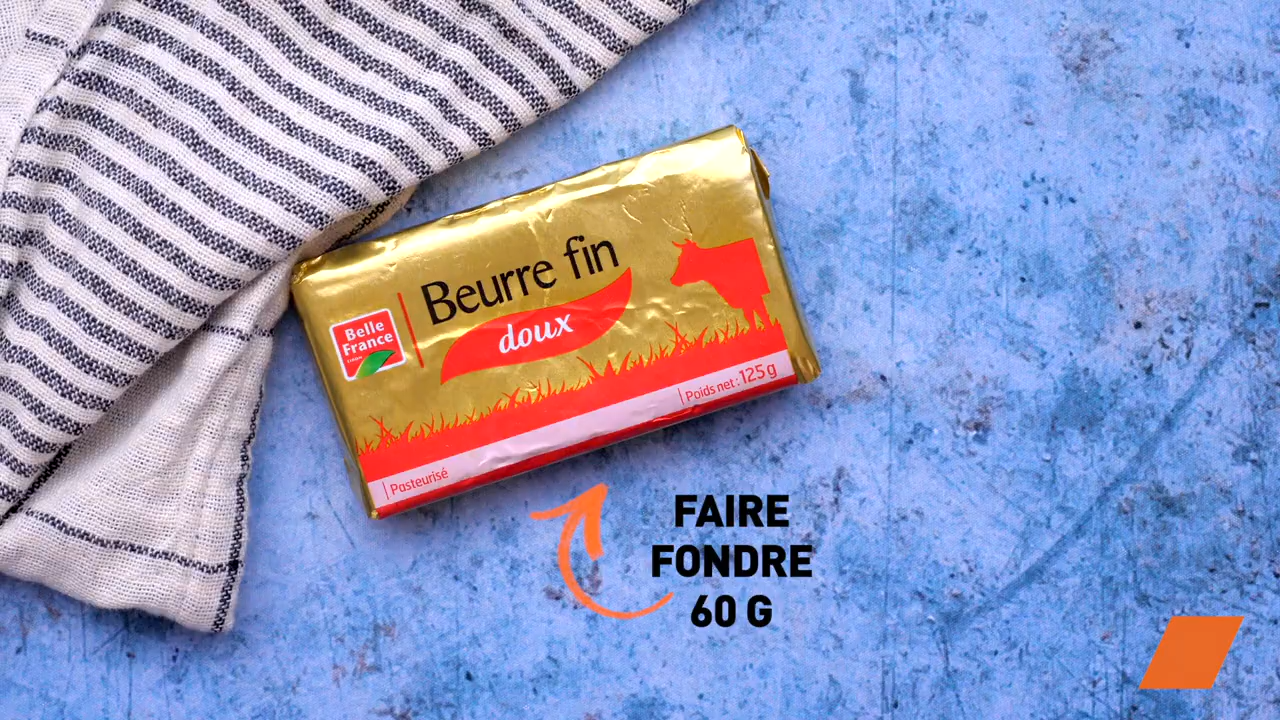 Beurre fin
doux
Belle
France
Poids net : 125 g
Pasteurisé
FAIRE
FONDRE
60 G